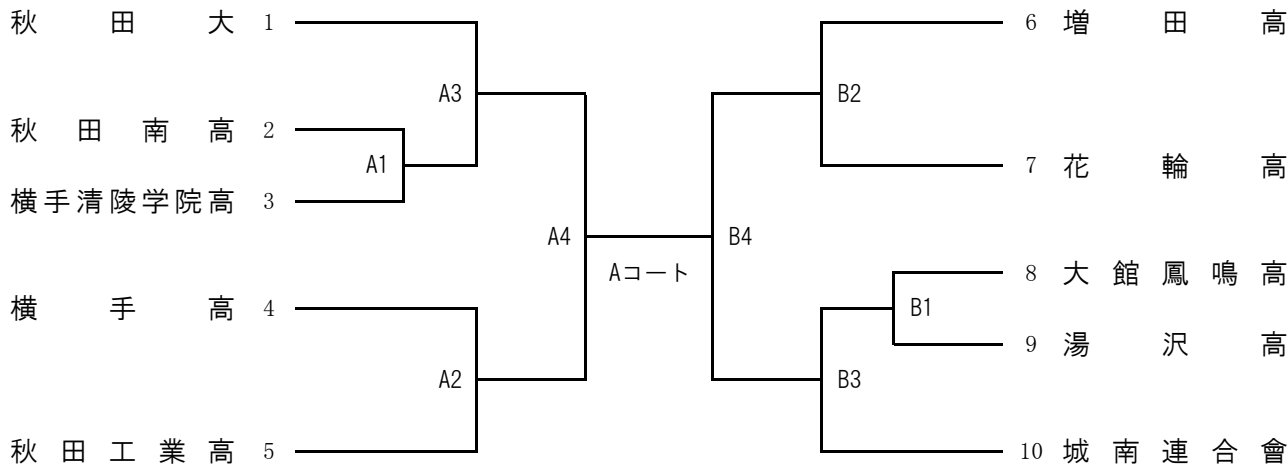 秋田大 1
A3
秋田南高 2
A1
横手清陵学院高 3
A4
横手高 4
A2
秋田工業高 5
Aコート
6 増田高
B2
7 花輪高
B4
8 大館鳳鳴高
B1
9 湯沢高
B3
10 城南連合會